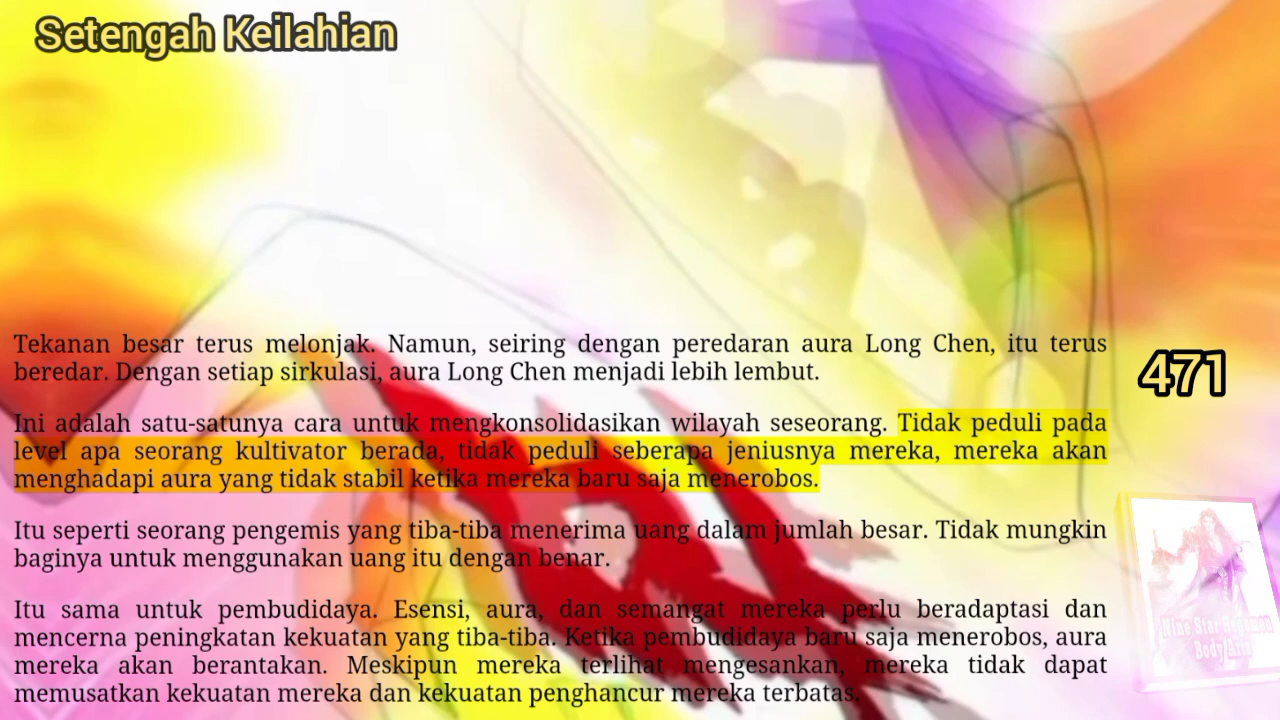 Setengah Keilahian
Tekanan besar terus melonjak. Namun, seiring dengan peredaran aura Long Chen, itu terus
beredar. Dengan setiap sirkulasi, aura Long Chen menjadi lebih lembut.
Ini adalah satu-satunya cara untuk mengkonsolidasikan wilayah seseorang. Tidak peduli pada
level apa seorang kultivator berada, tidak peduli seberapa jeniusnya mereka, mereka akan
menghadapi aura yang tidak stabil ketika mereka baru saja menerobos.
Itu seperti seorang pengemis yang tiba-tiba menerima uang dalam jumlah besar. Tidak mungkin
baginya untuk menggunakan uang itu dengan benar.
Itu sama untuk pembudidaya. Esensi, aura, dan semangat mereka perlu beradaptasi dan
mencerna peningkatan kekuatan yang tiba-tiba. Ketika pembudidaya baru saja menerobos, aura
mereka akan berantakan. Meskipun mereka terlihat mengesankan, mereka tidak dapat
memusatkan kekuatan mereka dan kekuatan penghancur mereka terbatas.
471
Nine Star Hegemon
Body Arts